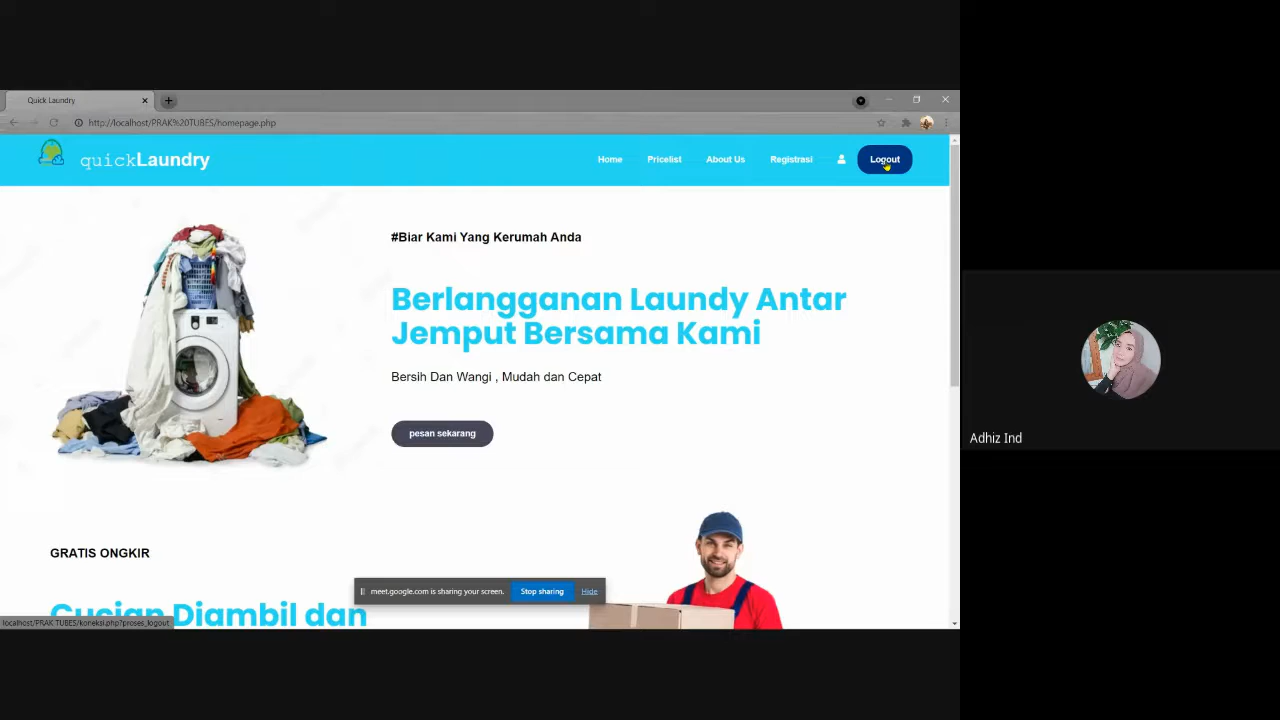 Quick Laundry
http://localhost/PRAK%20TUBES/homepage.php
quickLaundry
Home
Pricelist
About Us
Registrasi
Logout
#Biar Kami Yang Kerumah Anda
Berlangganan Laundy Antar
Jemput Bersama Kami
Bersih Dan Wangi , Mudah dan Cepat
pesan sekarang
Adhiz Ind
GRATIS ONGKIR
meet.google.com is sharing your screen.
Stop sharing
Hide
Cucian Diambil dan
localhost/PRAK TUBES/koneksi.php?proses_logout